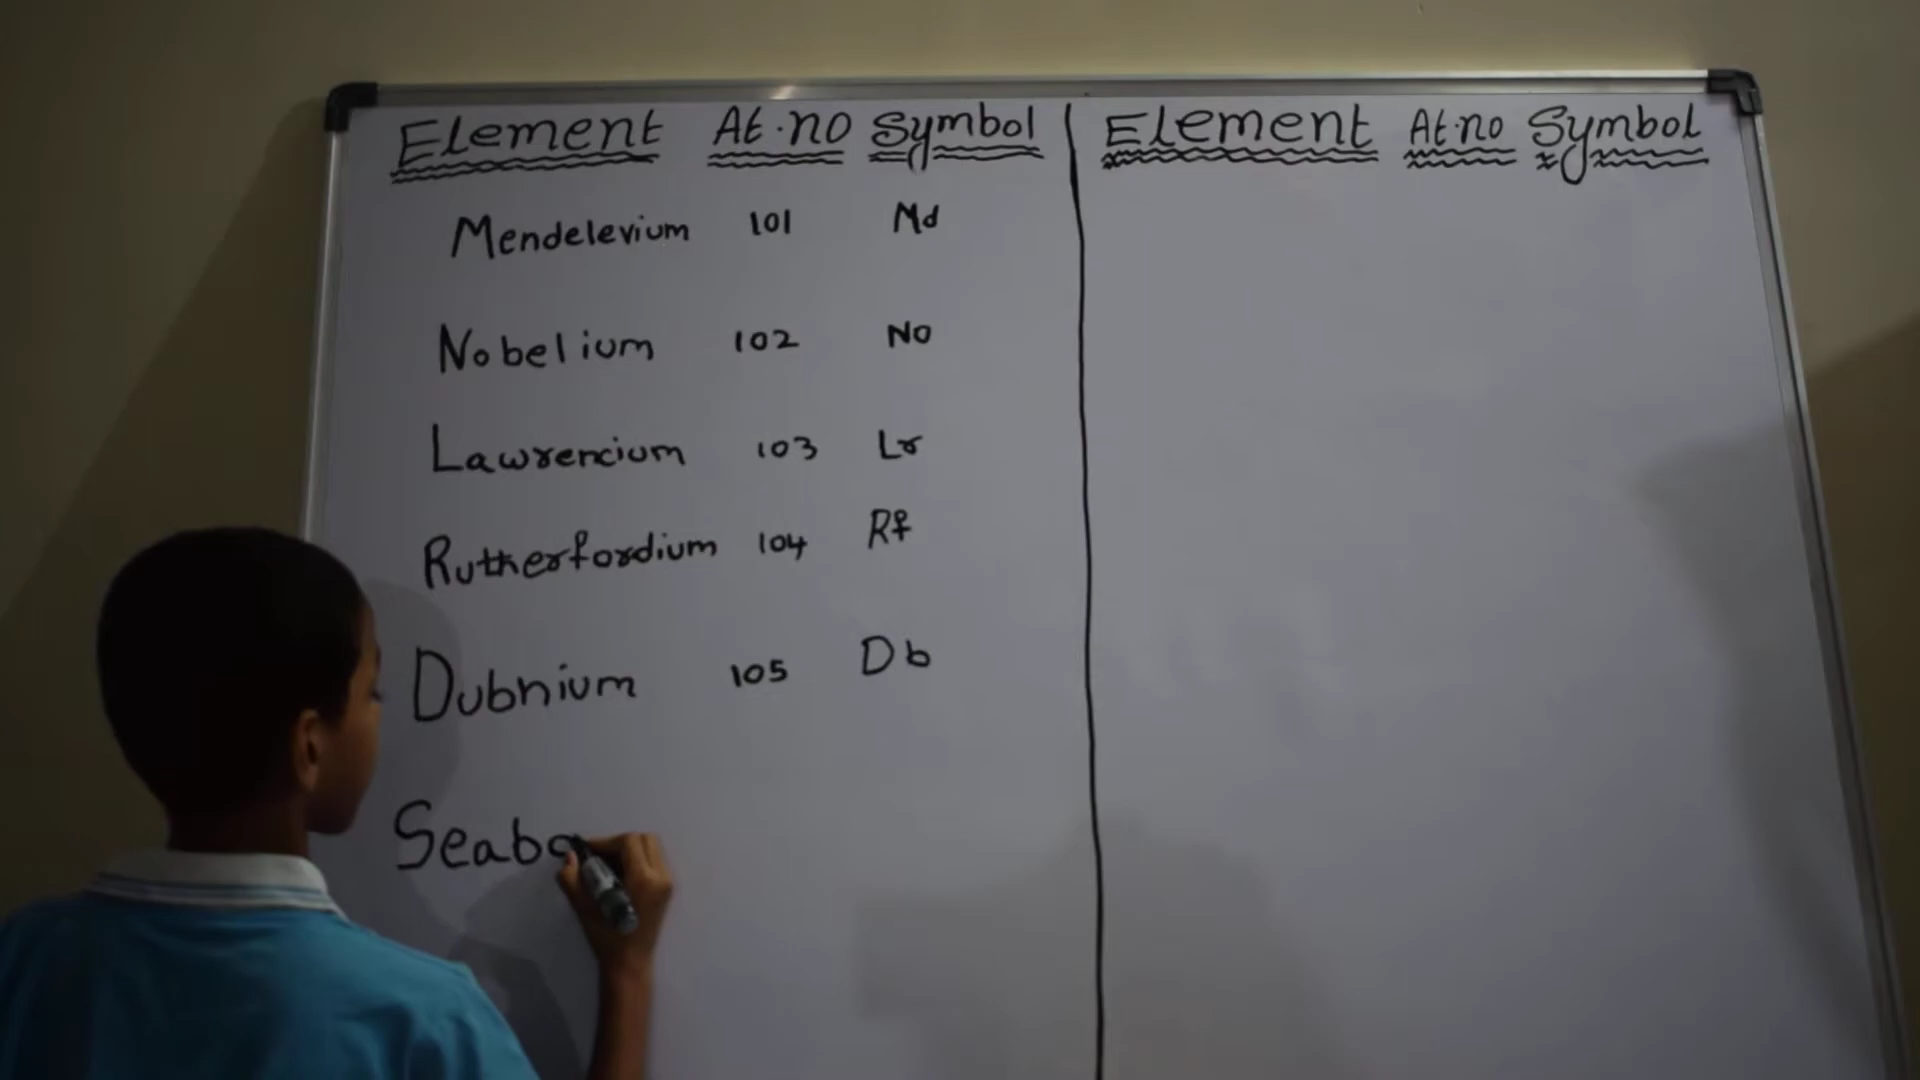 Element At.no Symbol Element At.no Symbol
Mendelevium 101 Md
Nobelium 102 No
Lawrencium 103 Lr
Rutherfordium 104 Rf
Dubnium 105 Db
Seabo